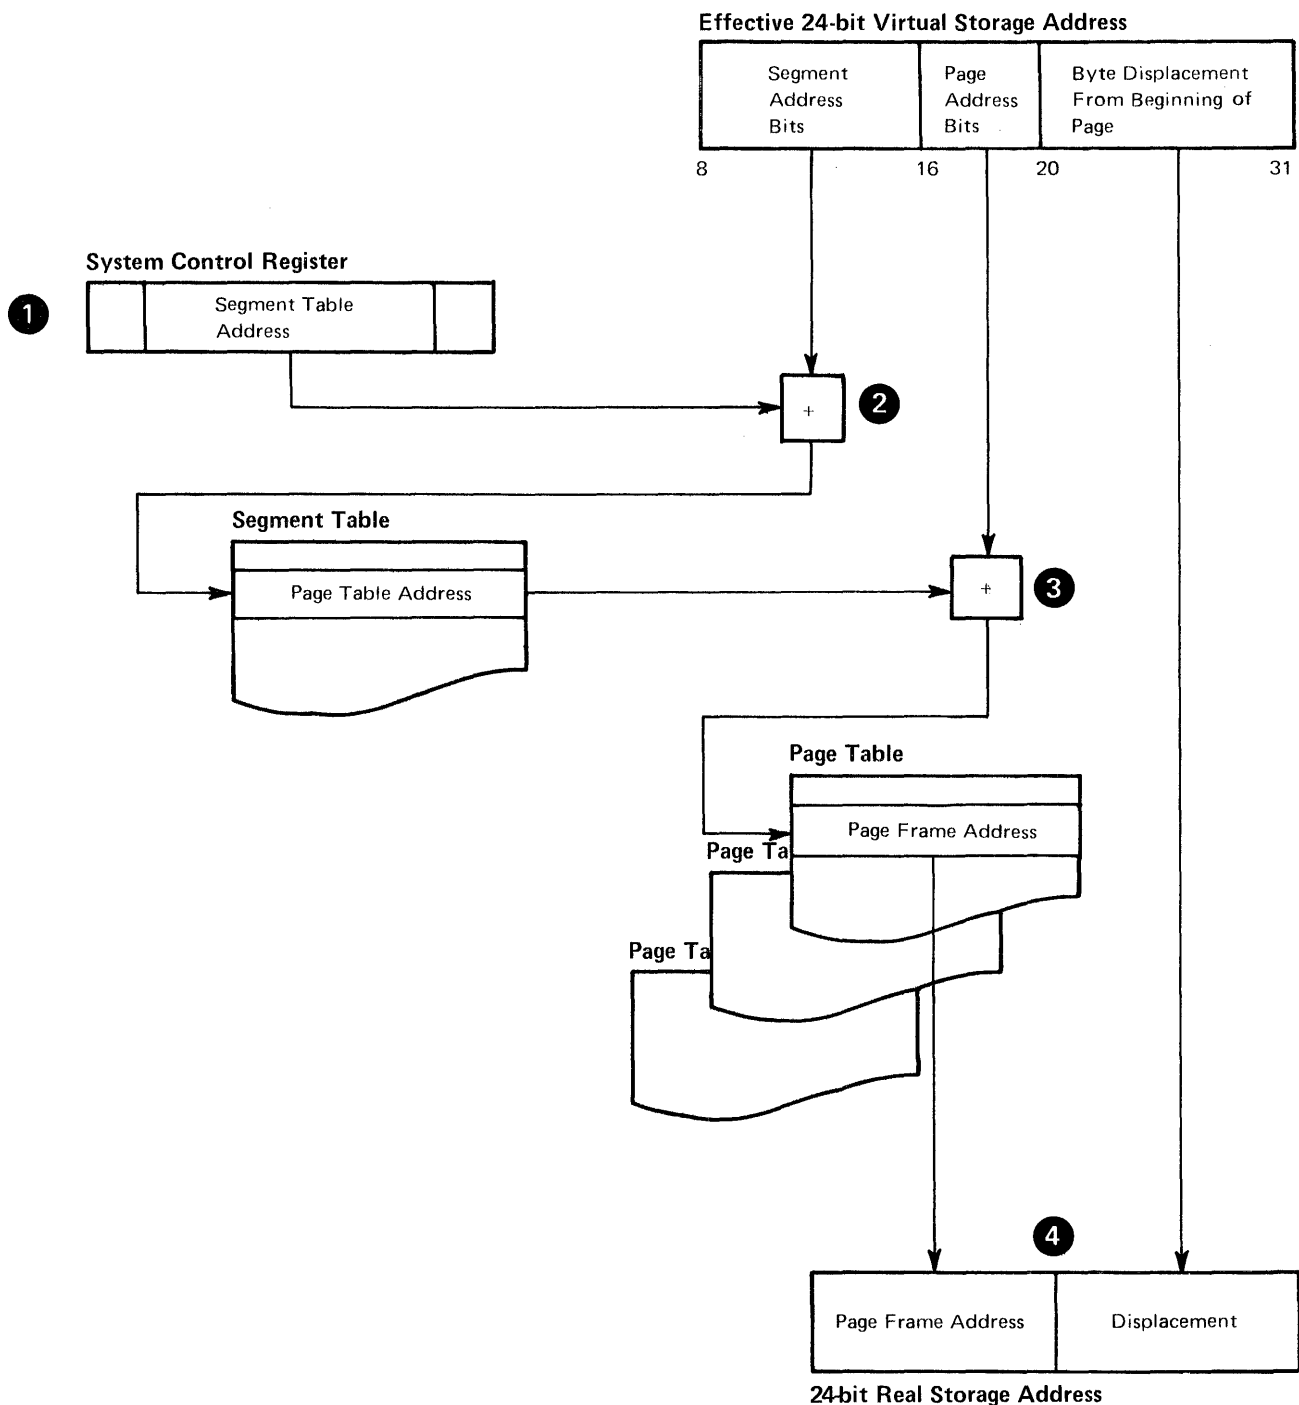 Effective 24-bit Virtual Storage Address
Segment
Address
Bits
Page
Address
Bits
Byte Displacement
From Beginning of
Page
8
16
20
31
System Control Register
1
Segment Table
Address
+
2
Segment Table
Page Table Address
+
3
Page Table
Page Frame Address
Page Ta
Page Ta
4
Page Frame Address
Displacement
24-bit Real Storage Address